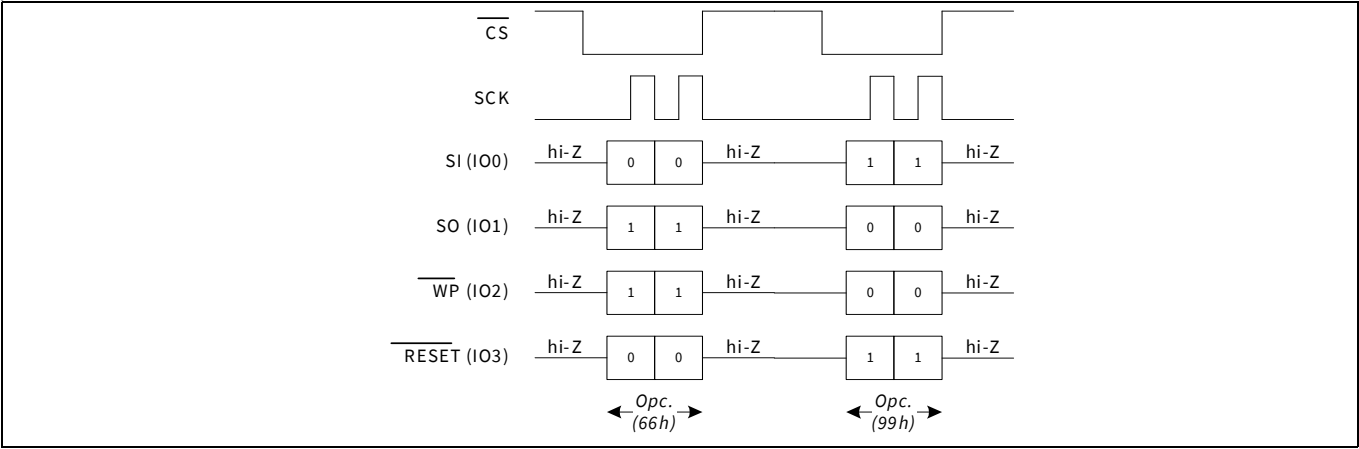 CS
SCK
SI (IO0) hi-Z 0 0 hi-Z 1 1 hi-Z
SO (IO1) hi-Z 1 1 hi-Z 0 0 hi-Z
WP (IO2) hi-Z 1 1 hi-Z 0 0 hi-Z
RESET (IO3) hi-Z 0 0 hi-Z 1 1 hi-Z
Opc. Opc.
(66h) (99h)